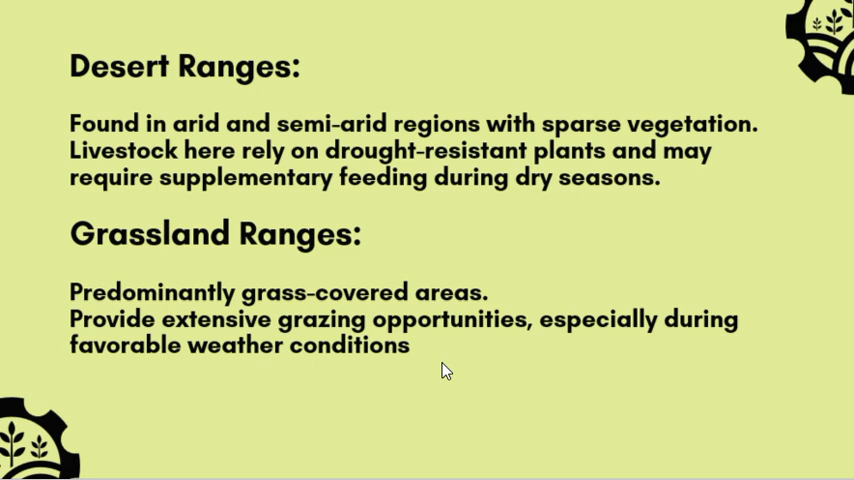 Desert Ranges:
Found in arid and semi-arid regions with sparse vegetation.
Livestock here rely on drought-resistant plants and may
require supplementary feeding during dry seasons.
Grassland Ranges:
Predominantly grass-covered areas.
Provide extensive grazing opportunities, especially during
favorable weather conditions